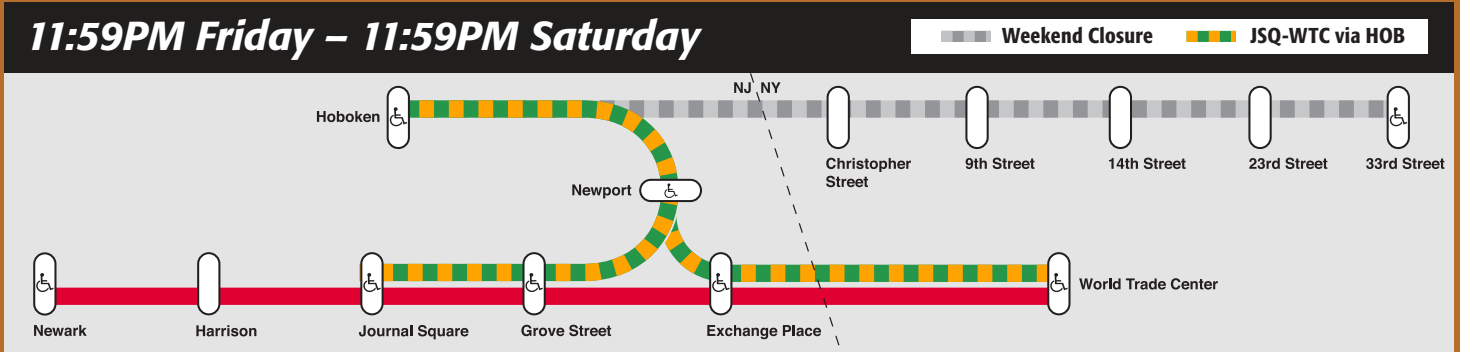 11:59PM Friday – 11:59PM Saturday
Weekend Closure
JSQ-WTC via HOB
NJ NY
Hoboken
Christopher
Street
9th Street
14th Street
23rd Street
33rd Street
Newport
World Trade Center
Newark
Harrison
Journal Square
Grove Street
Exchange Place